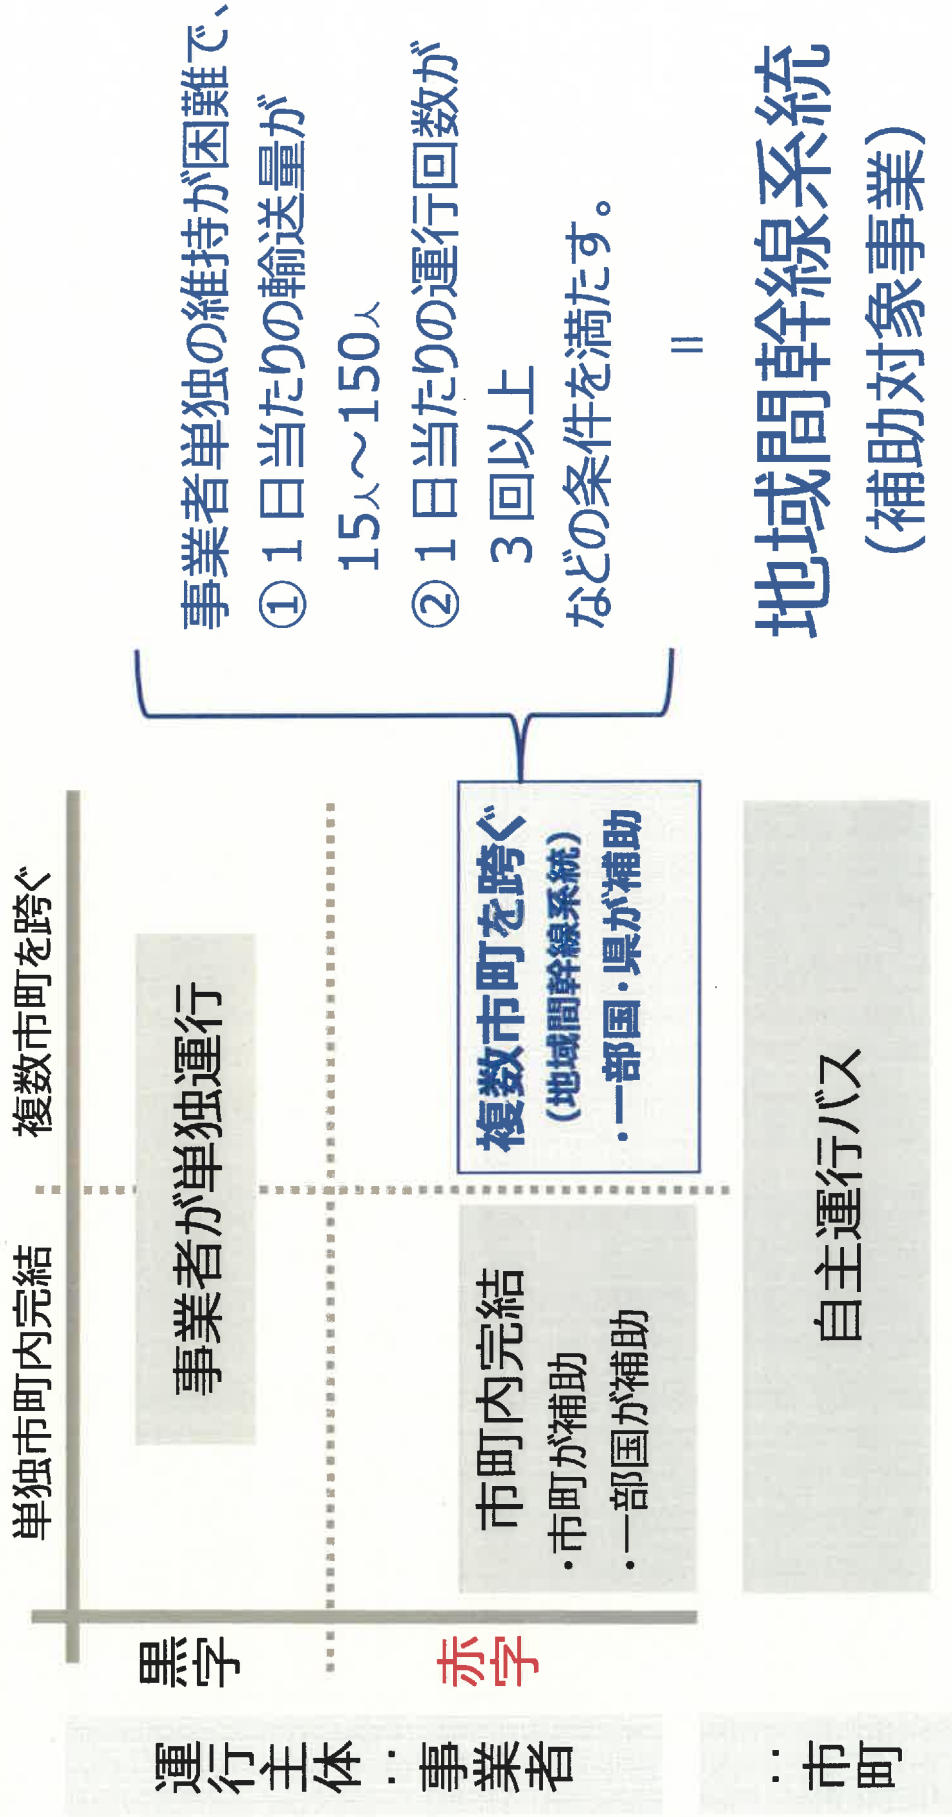 単独市町内完結　複数市町を跨ぐ
運行主体：事業者
黒字
事業者が単独運行
赤字
市町内完結
・市町が補助
・一部国が補助
複数市町を跨ぐ
（地域間幹線系統）
・一部国・県が補助
：市町
自主運行バス
事業者単独の維持が困難で、
①１日当たりの輸送量が
15人～150人
②１日当たりの運行回数が
３回以上
などの条件を満たす。
＝
地域間幹線系統
（補助対象事業）